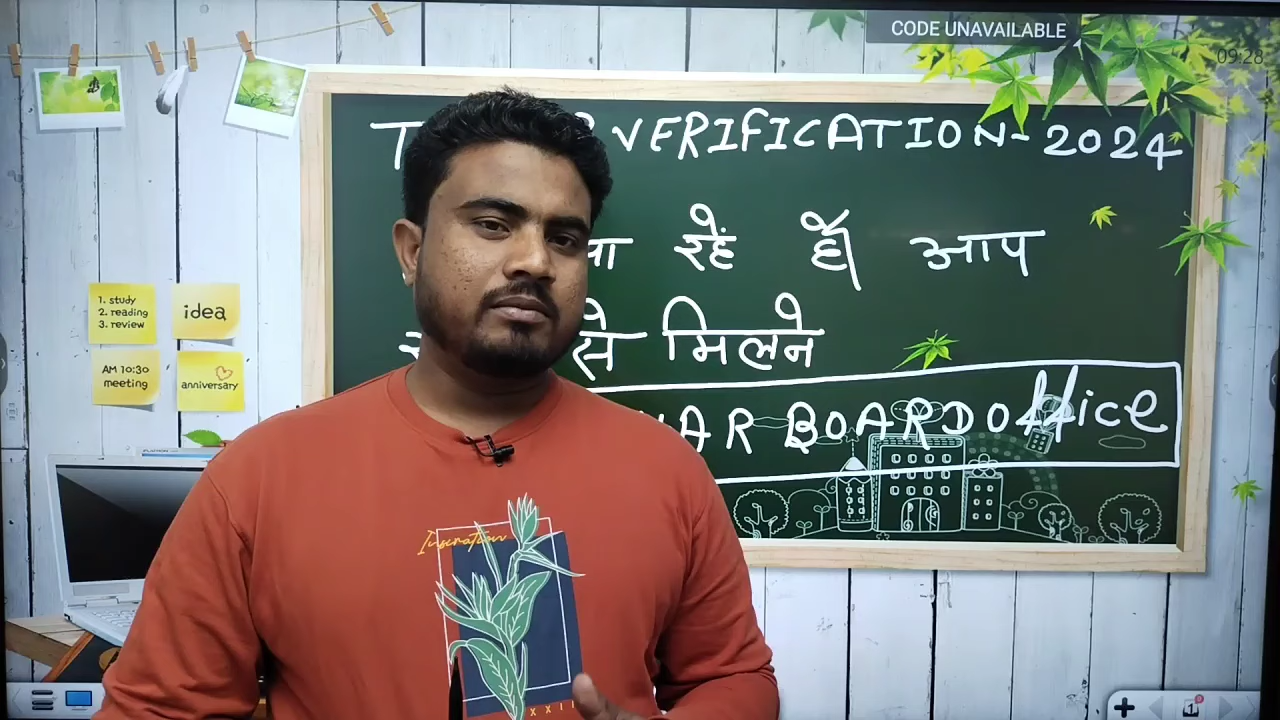 CODE UNAVAILABLE
09:28
VERIFICATION-2024
रहें हैं आप
से मिलने
BOARD Office
1. study
2. reading
3. review
idea
AM 10:30
meeting
anniversary
Inspiration